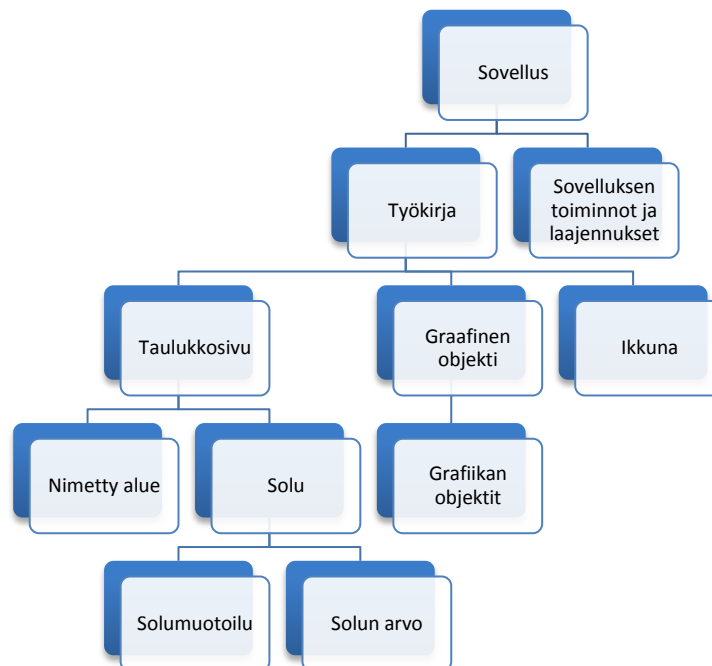 Sovellus
Työkirja
Sovelluksen
toiminnot ja
laajennukset
Taulukkosivu
Graafinen
objekti
Ikkuna
Nimetty alue
Solu
Grafiikan
objektit
Solumuotoilu
Solun arvo